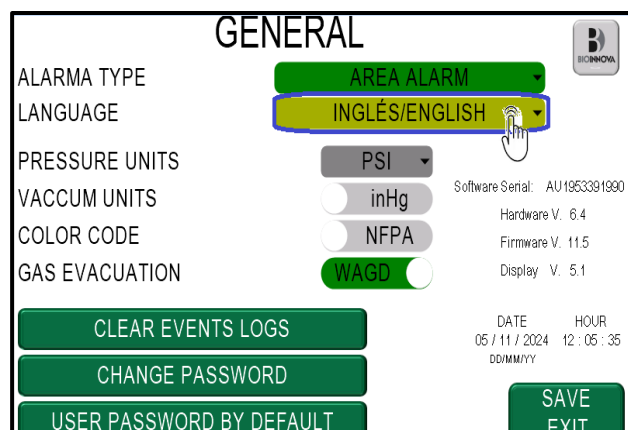 GENERAL
BIOINNOVA
ALARMA TYPE AREA ALARM
LANGUAGE INGLÉS/ENGLISH
PRESSURE UNITS PSI
VACCUM UNITS inHg
COLOR CODE NFPA
GAS EVACUATION WAGD
Software Serial: AU1953391990
Hardware V. 6.4
Firmware V. 11.5
Display V. 5.1
CLEAR EVENTS LOGS
CHANGE PASSWORD
USER PASSWORD BY DEFAULT
DATE HOUR
05 / 11 / 2024 12 : 05 : 35
DD/MM/YY
SAVE
EXIT